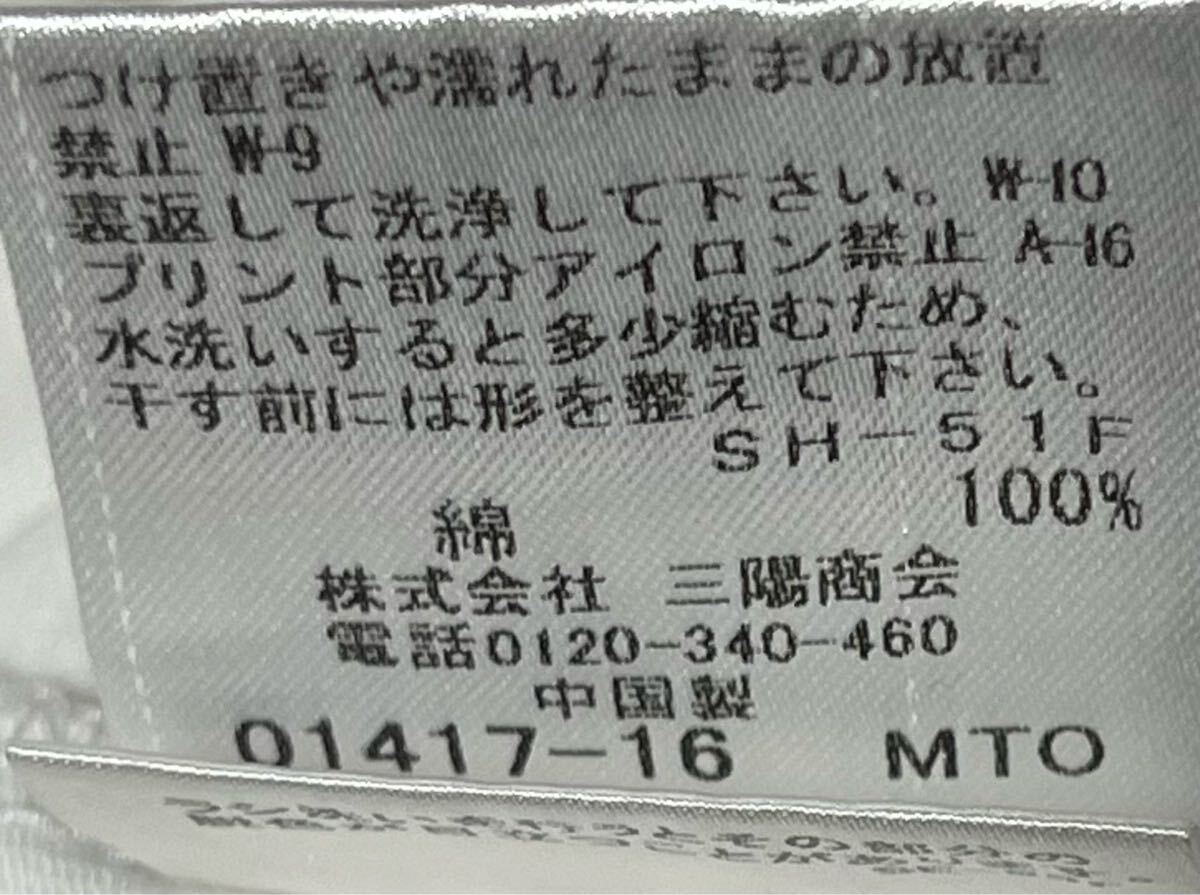 つけ置きや濡れたままの放置
禁止 W-9
裏返して洗浄して下さい。 W-10
プリント部分アイロン禁止 A-16
水洗いすると多少縮むため、
干す前には形を整えて下さい。
SH-51F
100%
綿
株式会社 三陽商会
電話0120-340-460
中国製
01417-16 MTO